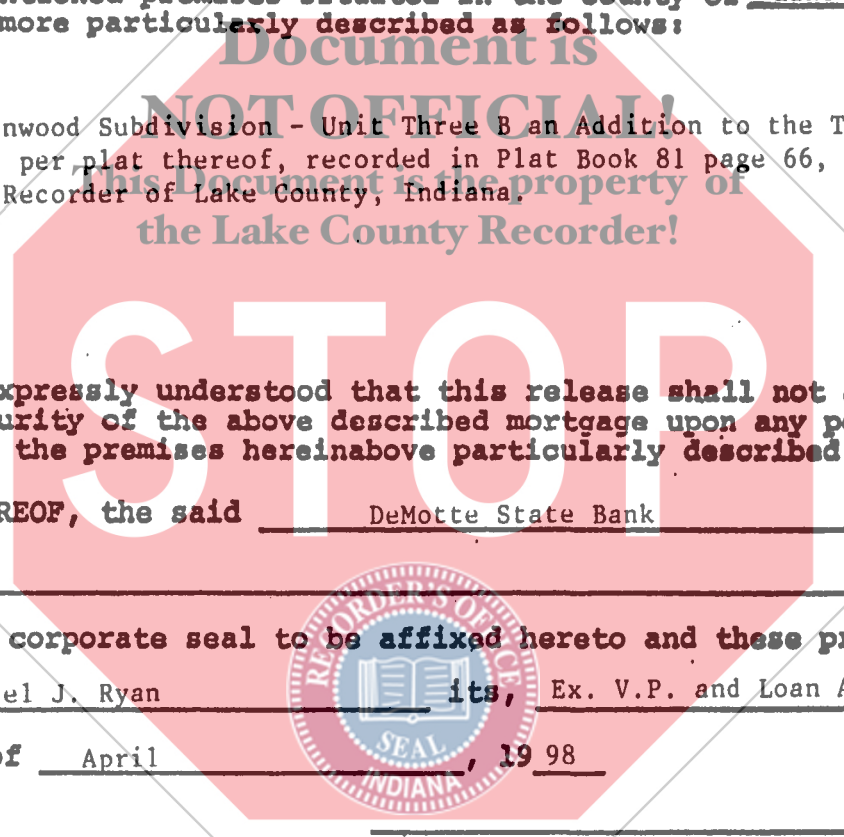 more particularly described as follows:
Document is
NOT OFFICIAL!
nwood Subdivision - Unit Three B an Addition to the T
per plat thereof, recorded in Plat Book 81 page 66,
This Document is the property of
Recorder of Lake County, Indiana.
the Lake County Recorder!
STOP
xpressly understood that this release shall not
urity of the above described mortgage upon any p
the premises hereinabove particularly described
REOF, the said DeMotte State Bank
corporate seal to be affixed hereto and these pr
el J. Ryan its, Ex. V.P. and Loan A
of April , 19 98
RECORDER'S OFFICE
SEAL
INDIANA